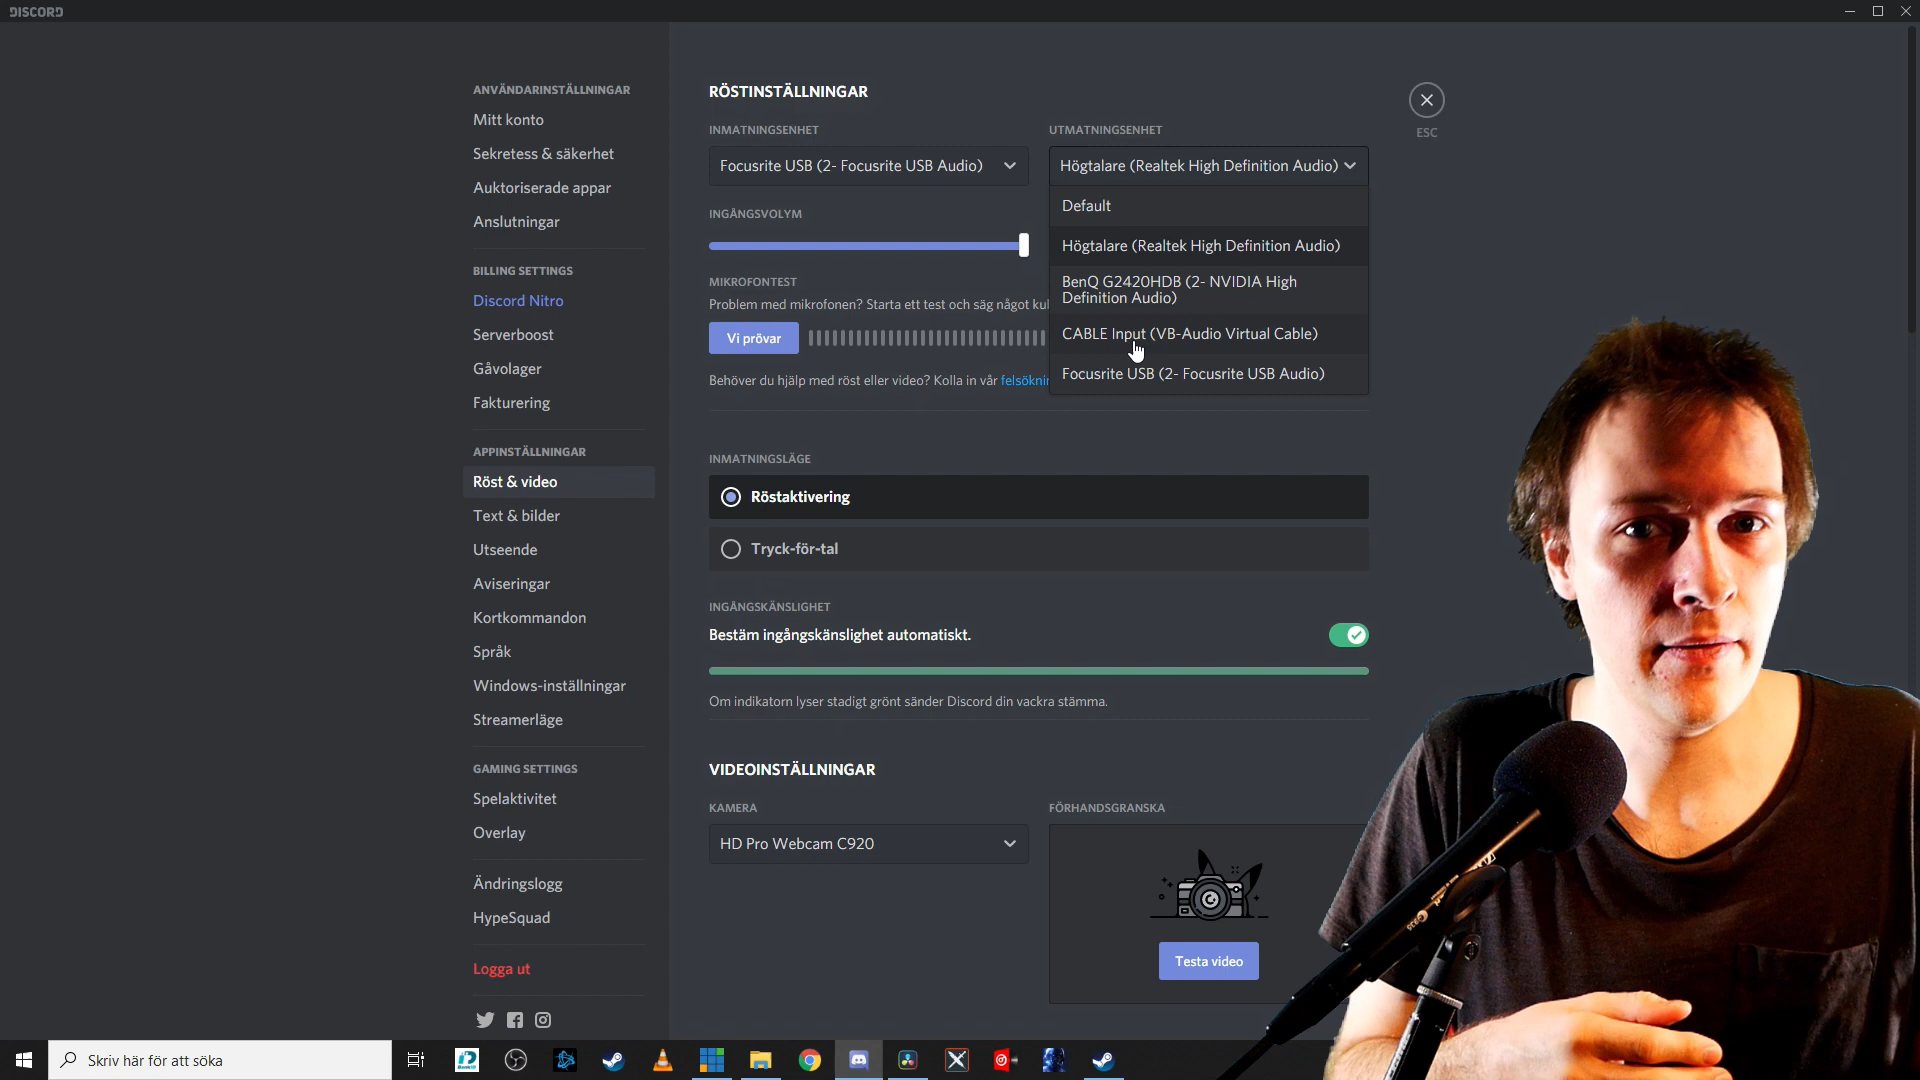 DISCORD
ANVÄNDARINSTÄLLNINGAR
Mitt konto
Sekretess & säkerhet
Auktoriserade appar
Anslutningar
BILLING SETTINGS
Discord Nitro
Serverboost
Gåvolager
Fakturering
APPINSTÄLLNINGAR
Röst & video
Text & bilder
Utseende
Aviseringar
Kortkommandon
Språk
Windows-inställningar
Streamerläge
GAMING SETTINGS
Spelaktivitet
Overlay
Ändringslogg
HypeSquad
Logga ut
RÖSTINSTÄLLNINGAR
INMATNINGSENHET
Focusrite USB (2- Focusrite USB Audio)
INGÅNGSVOLYM
MIKROFONTEST
Problem med mikrofonen? Starta ett test och säg något kul
Vi prövar
Behöver du hjälp med röst eller video? Kolla in vår felsöknin
UTMATNINGSENHET
Högtalare (Realtek High Definition Audio)
Default
Högtalare (Realtek High Definition Audio)
BenQ G2420HDB (2- NVIDIA High
Definition Audio)
CABLE Input (VB-Audio Virtual Cable)
Focusrite USB (2- Focusrite USB Audio)
ESC
INMATNINGSLÄGE
Röstaktivering
Tryck-för-tal
INGÅNGSKÄNSLIGHET
Bestäm ingångskänslighet automatiskt.
Om indikatorn lyser stadigt grönt sänder Discord din vackra stämma.
VIDEOINSTÄLLNINGAR
KAMERA
HD Pro Webcam C920
FÖRHANDSGRANSKA
Testa video
Skriv här för att söka